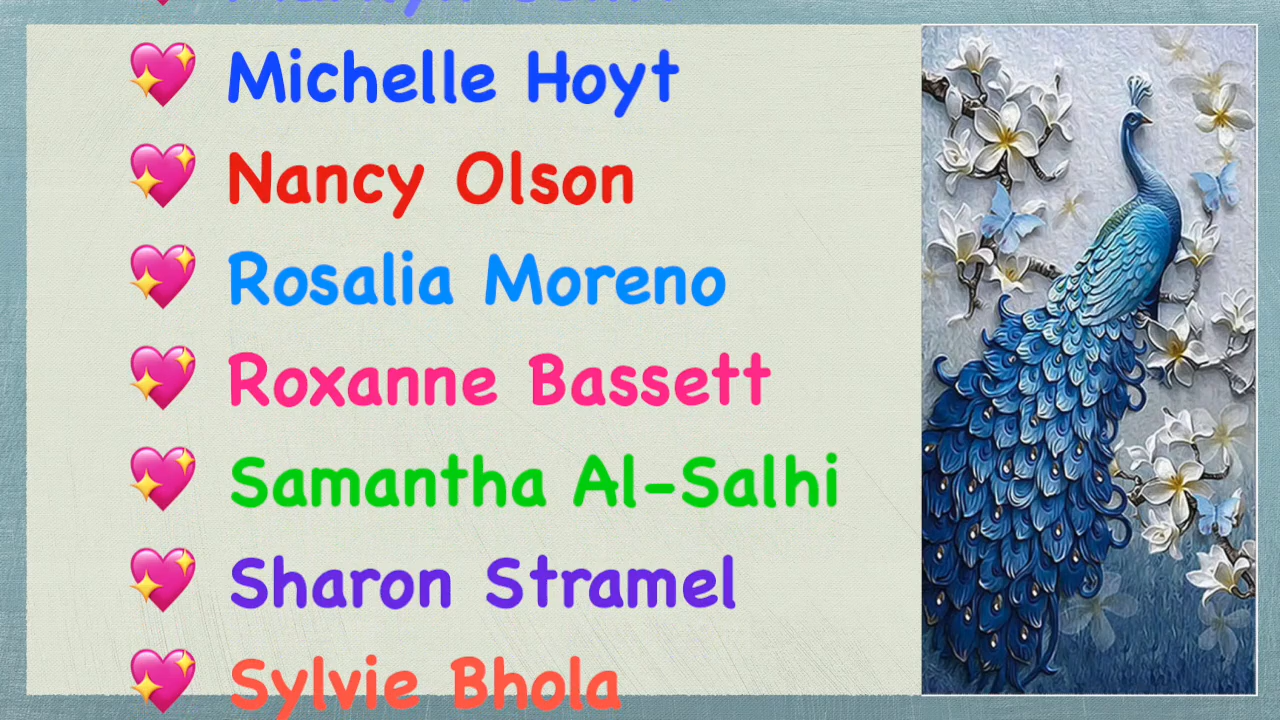 Michelle Hoyt
Nancy Olson
Rosalia Moreno
Roxanne Bassett
Samantha Al-Salhi
Sharon Stramel
Sylvie Bhola